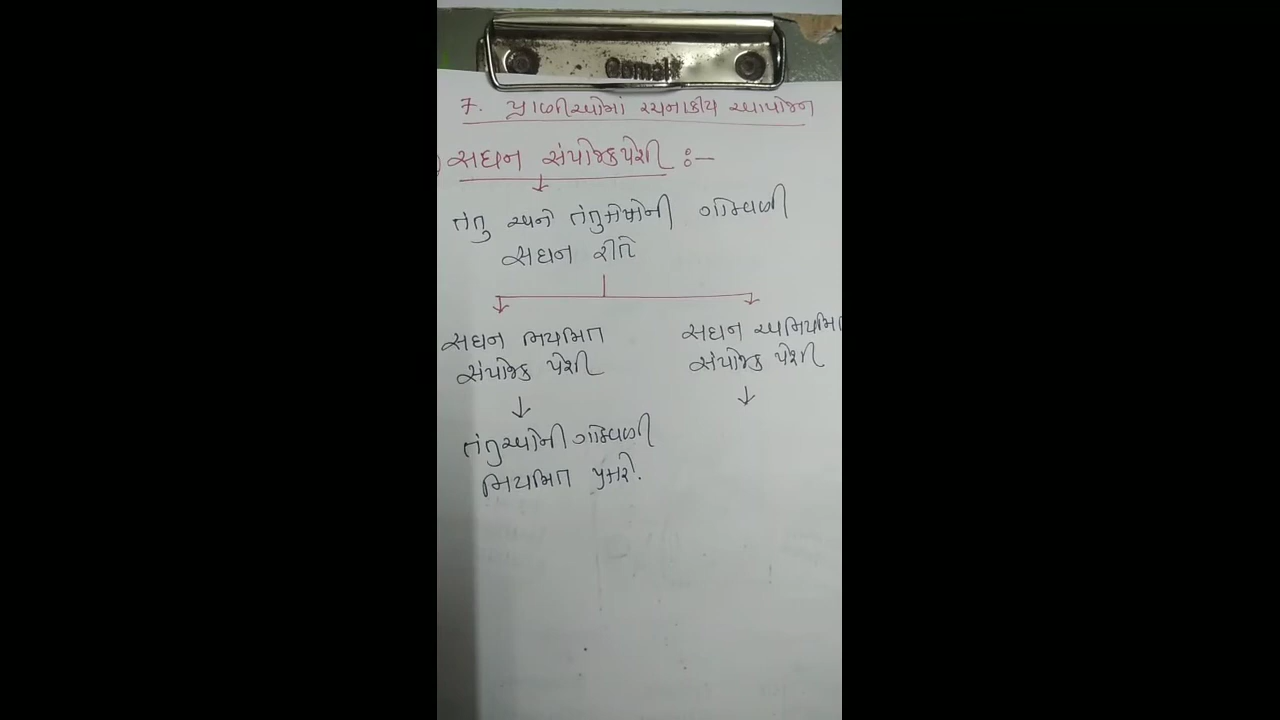 7. પ્રાણીઓમાં રચનાકીય આયોજન
સઘન સંયોજકપેશી :-
તંતુ અને તંતુકોષોની ગોઠવણી
સઘન રીતે
સઘન નિયમિત
સંયોજક પેશી
સઘન અનિયમિ
સંયોજક પેશી
તંતુઓની ગોઠવણી
નિયમિત પ્રકારે.